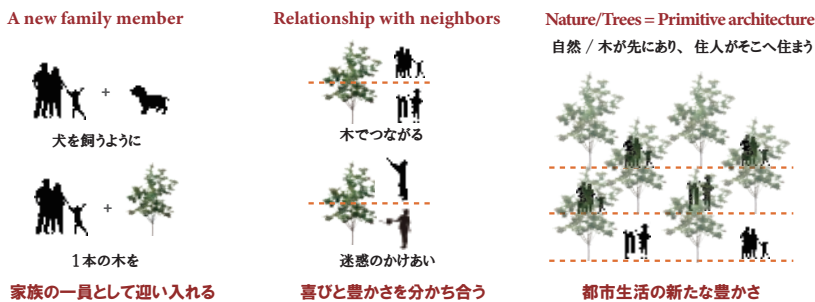 A new family member
+
犬を飼うように
+
1本の木を
家族の一員として迎い入れる
Relationship with neighbors
木でつながる
迷惑のかけあい
喜びと豊かさを分かち合う
Nature/Trees = Primitive architecture
自然 / 木が先にあり、住人がそこへ住まう
都市生活の新たな豊かさ